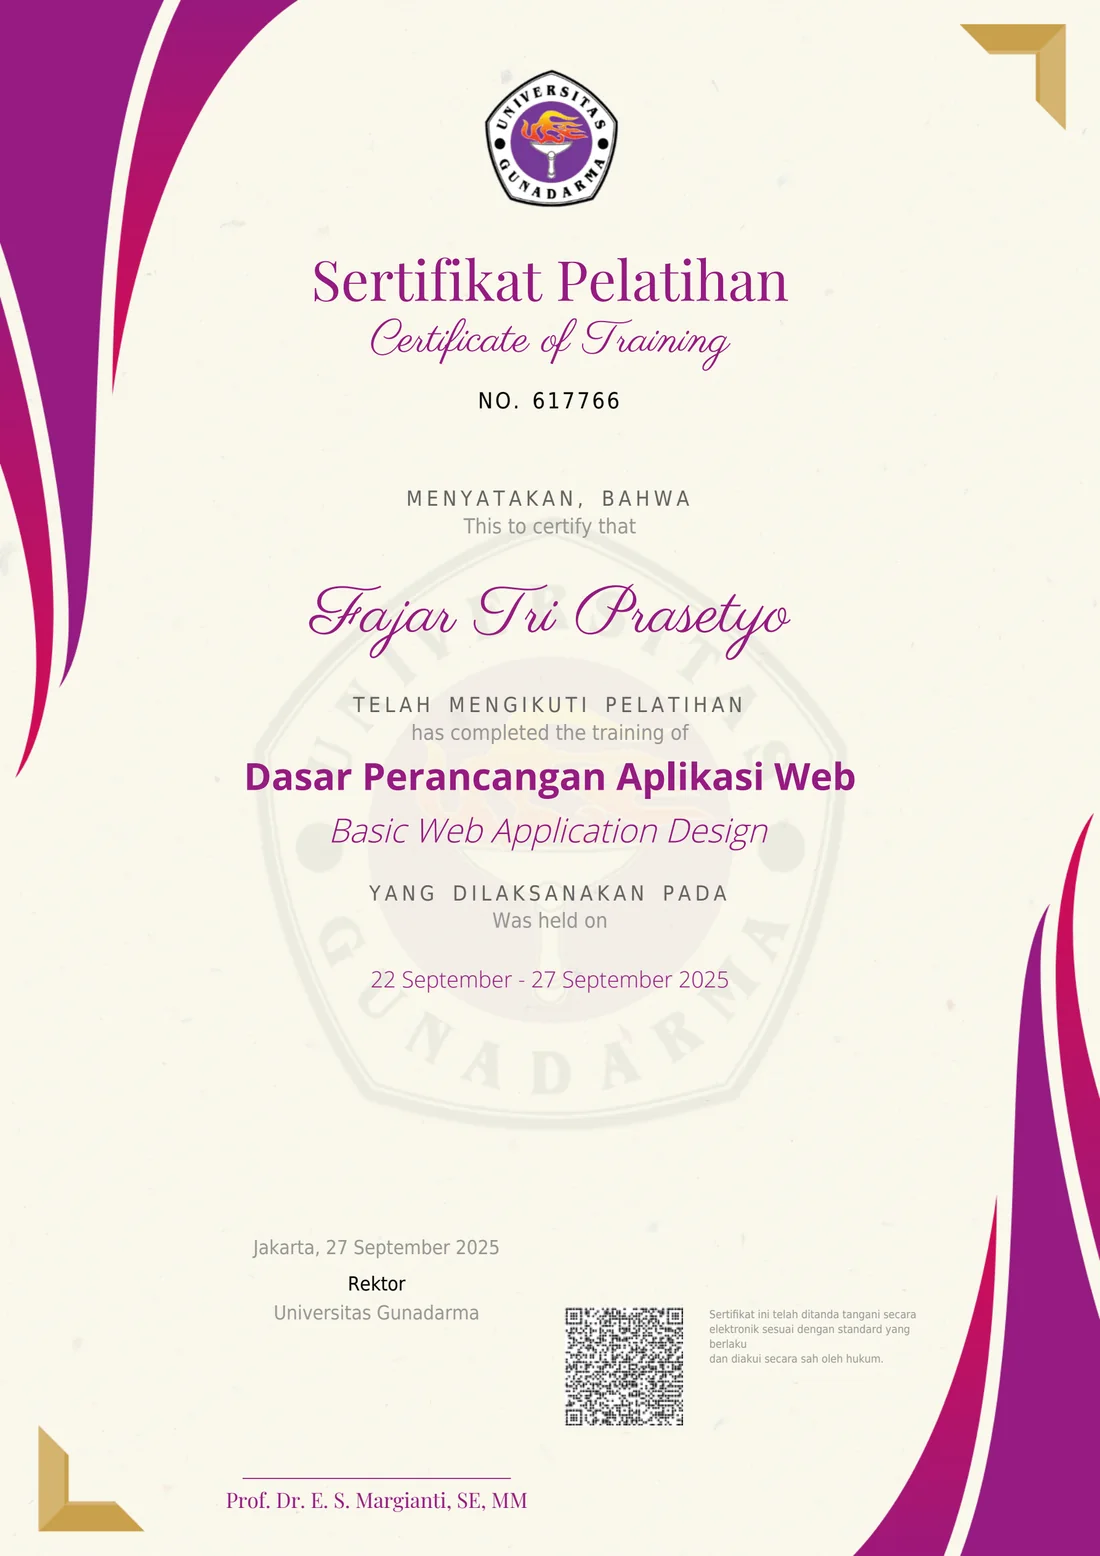 UNIVERSITAS
GUNADARMA
Sertifikat Pelatihan
Certificate of Training
NO. 617766
MENYATAKAN, BAHWA
This to certify that
Fajar Tri Prasetyo
TELAH MENGIKUTI PELATIHAN
has completed the training of
Dasar Perancangan Aplikasi Web
Basic Web Application Design
YANG DILAKSANAKAN PADA
Was held on
22 September - 27 September 2025
UNIVERSITAS
GUNADARMA
Jakarta, 27 September 2025
Rektor
Universitas Gunadarma
Sertifikat ini telah ditanda tangani secara
elektronik sesuai dengan standard yang
berlaku
dan diakui secara sah oleh hukum.
Prof. Dr. E. S. Margianti, SE, MM